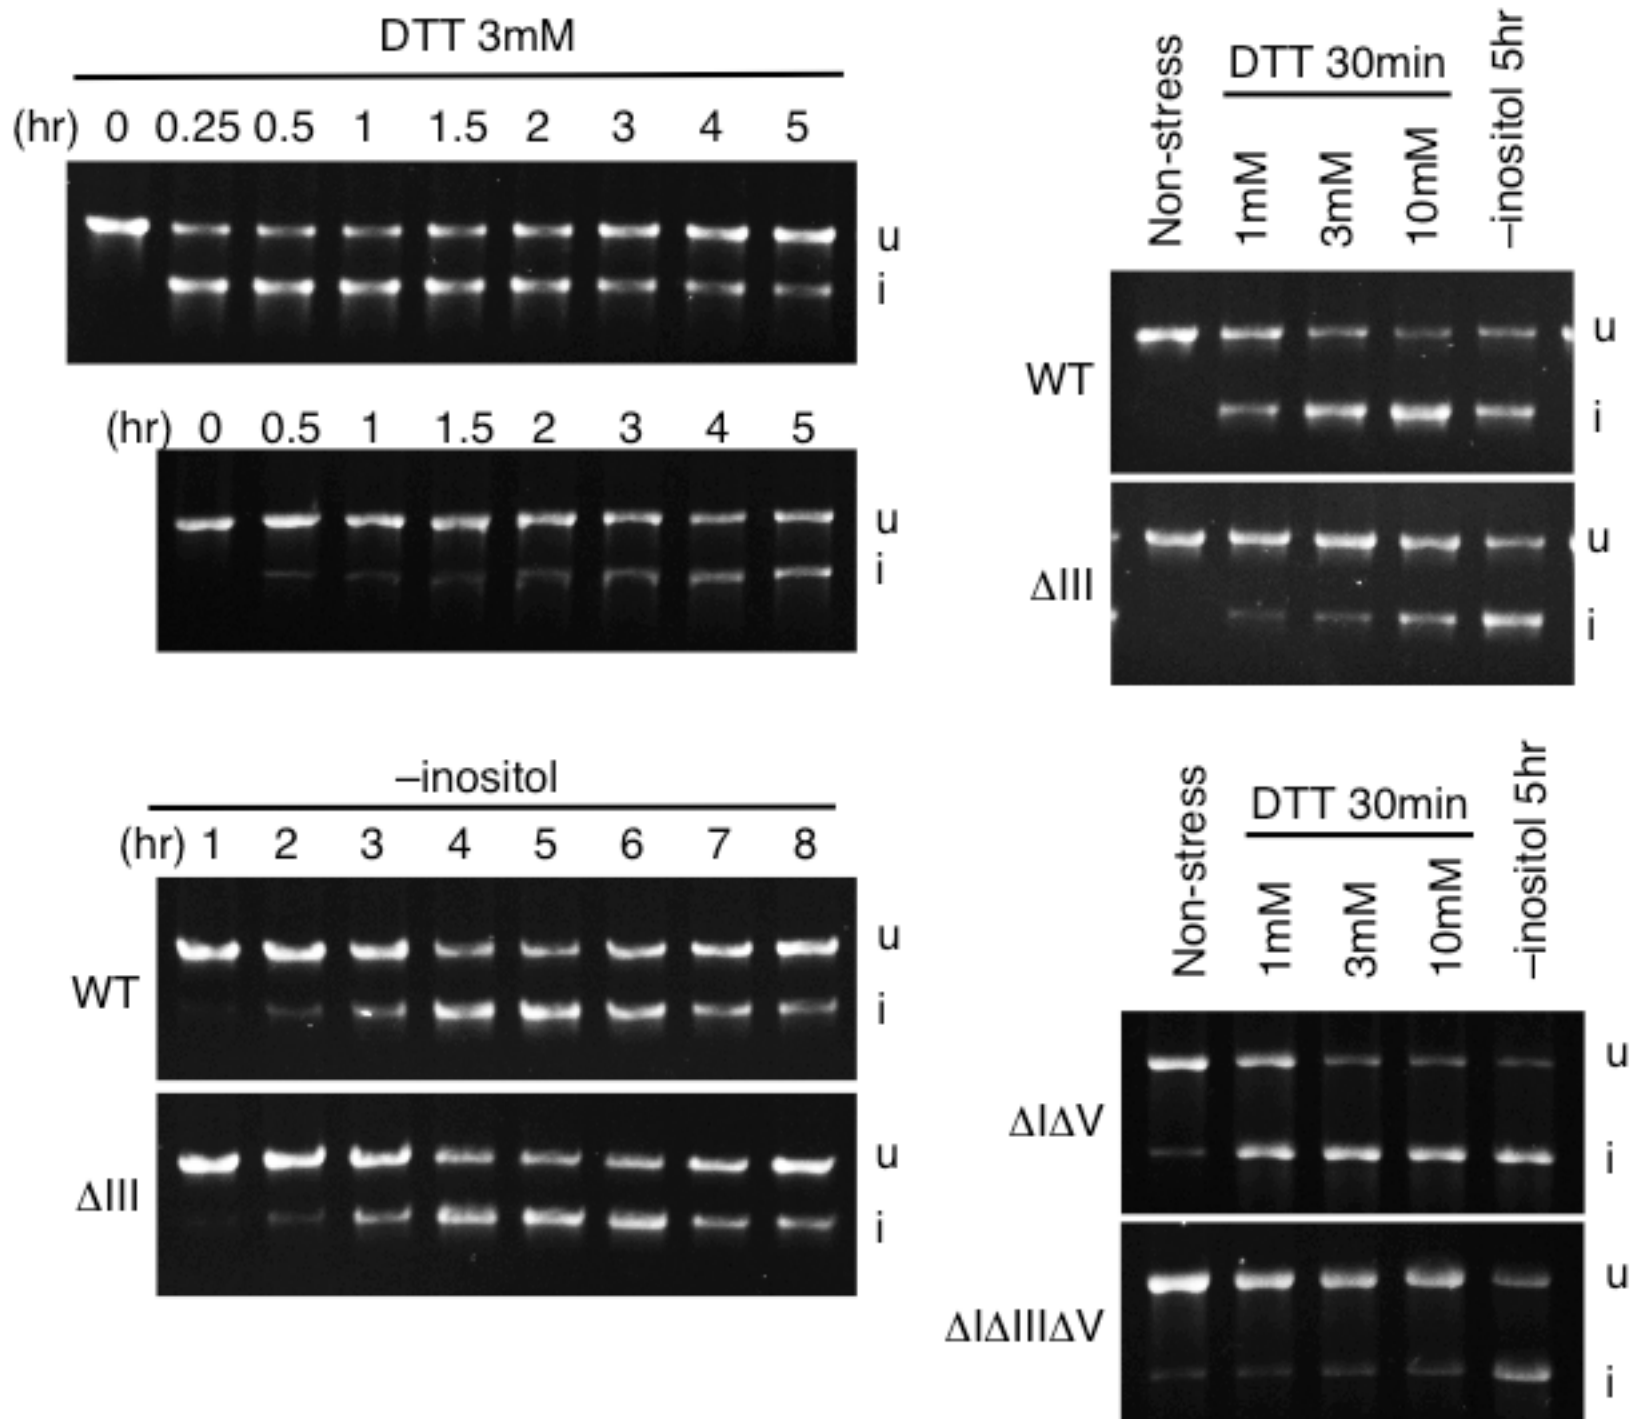 DTT 3mM
(hr) 0 0.25 0.5 1 1.5 2 3 4 5
u
i
(hr) 0 0.5 1 1.5 2 3 4 5
u
i
–inositol
(hr) 1 2 3 4 5 6 7 8
WT
u
i
ΔIII
u
i
Non-stress
DTT 30min
1mM
3mM
10mM
–inositol 5hr
WT
u
i
ΔIII
u
i
Non-stress
DTT 30min
1mM
3mM
10mM
–inositol 5hr
ΔIΔV
u
i
ΔIΔIIIΔV
u
i